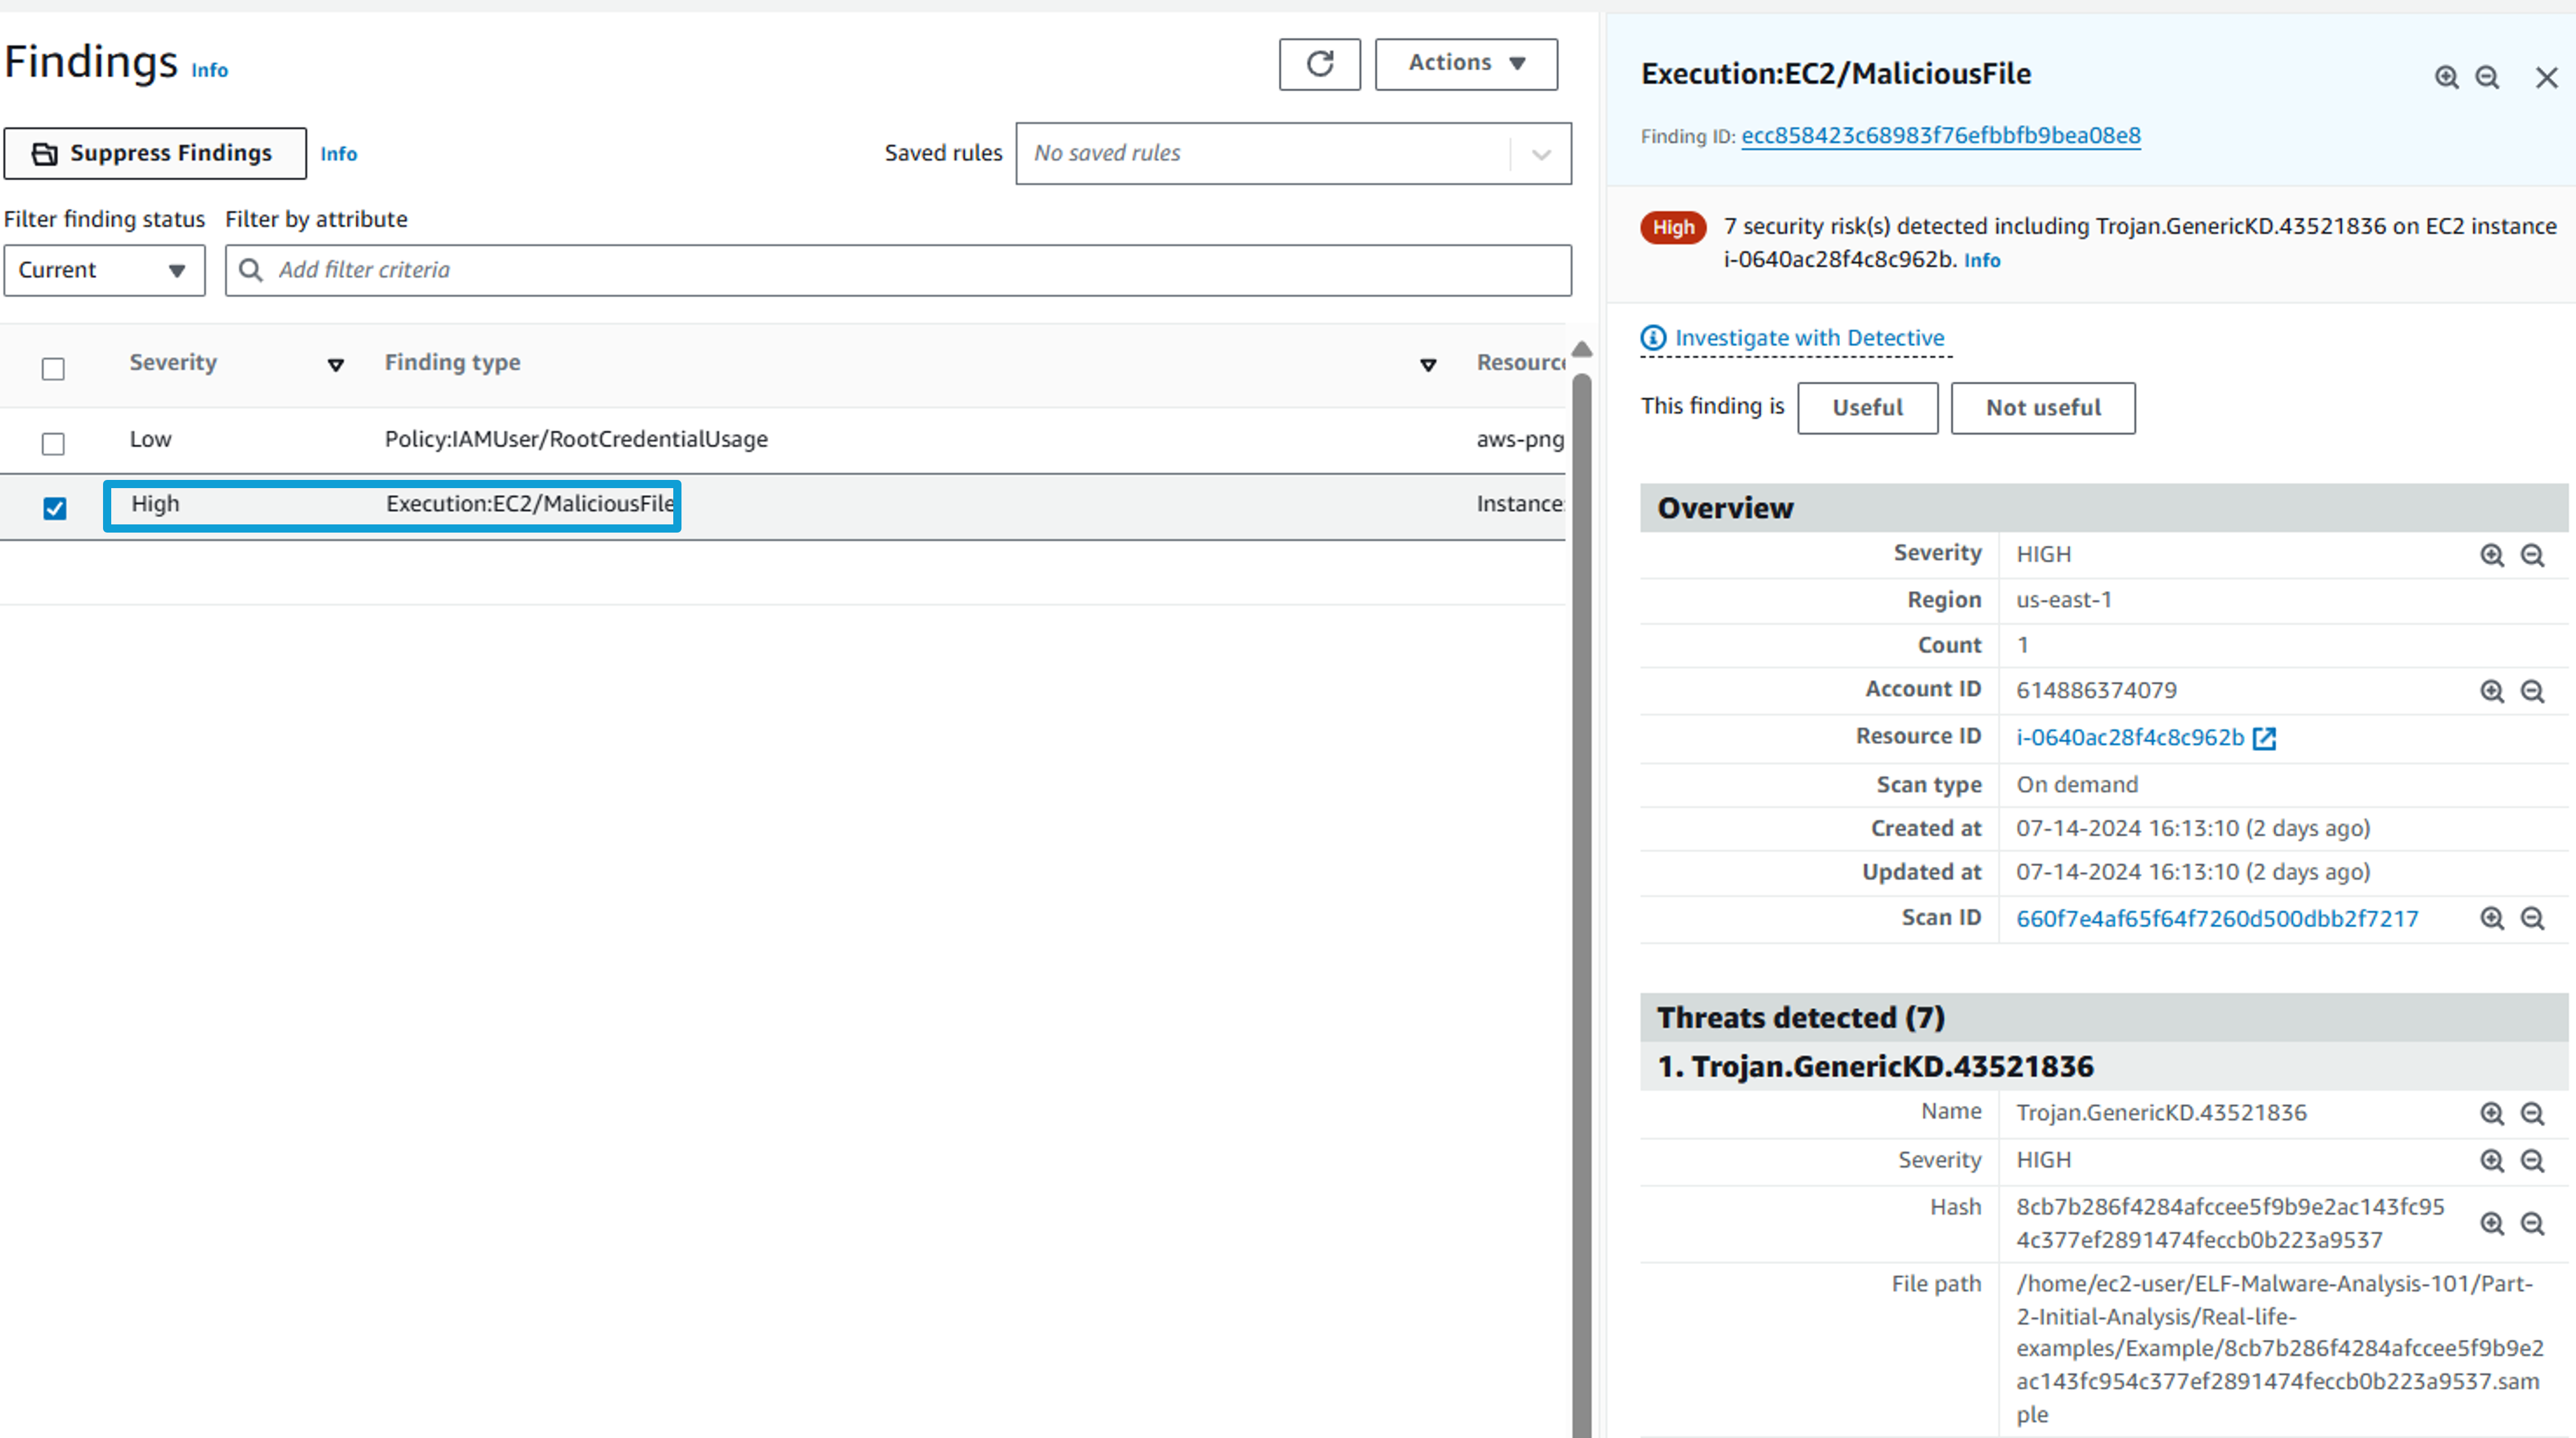 Findings Info
Actions
Suppress Findings Info
Saved rules No saved rules
Filter finding status Filter by attribute
Current Add filter criteria
Severity Finding type Resource
Low Policy:IAMUser/RootCredentialUsage aws-png
High Execution:EC2/MaliciousFile Instance:
Execution:EC2/MaliciousFile
Finding ID: ecc858423c68983f76efbbfb9bea08e8
High 7 security risk(s) detected including Trojan.GenericKD.43521836 on EC2 instance
i-0640ac28f4c8c962b. Info
Investigate with Detective
This finding is Useful Not useful
Overview
Severity HIGH
Region us-east-1
Count 1
Account ID 614886374079
Resource ID i-0640ac28f4c8c962b
Scan type On demand
Created at 07-14-2024 16:13:10 (2 days ago)
Updated at 07-14-2024 16:13:10 (2 days ago)
Scan ID 660f7e4af65f64f7260d500dbb2f7217
Threats detected (7)
1. Trojan.GenericKD.43521836
Name Trojan.GenericKD.43521836
Severity HIGH
Hash 8cb7b286f4284afccee5f9b9e2ac143fc95
4c377ef2891474feccb0b223a9537
File path /home/ec2-user/ELF-Malware-Analysis-101/Part-
2-Initial-Analysis/Real-life-
examples/Example/8cb7b286f4284afccee5f9b9e2
ac143fc954c377ef2891474feccb0b223a9537.sam
ple